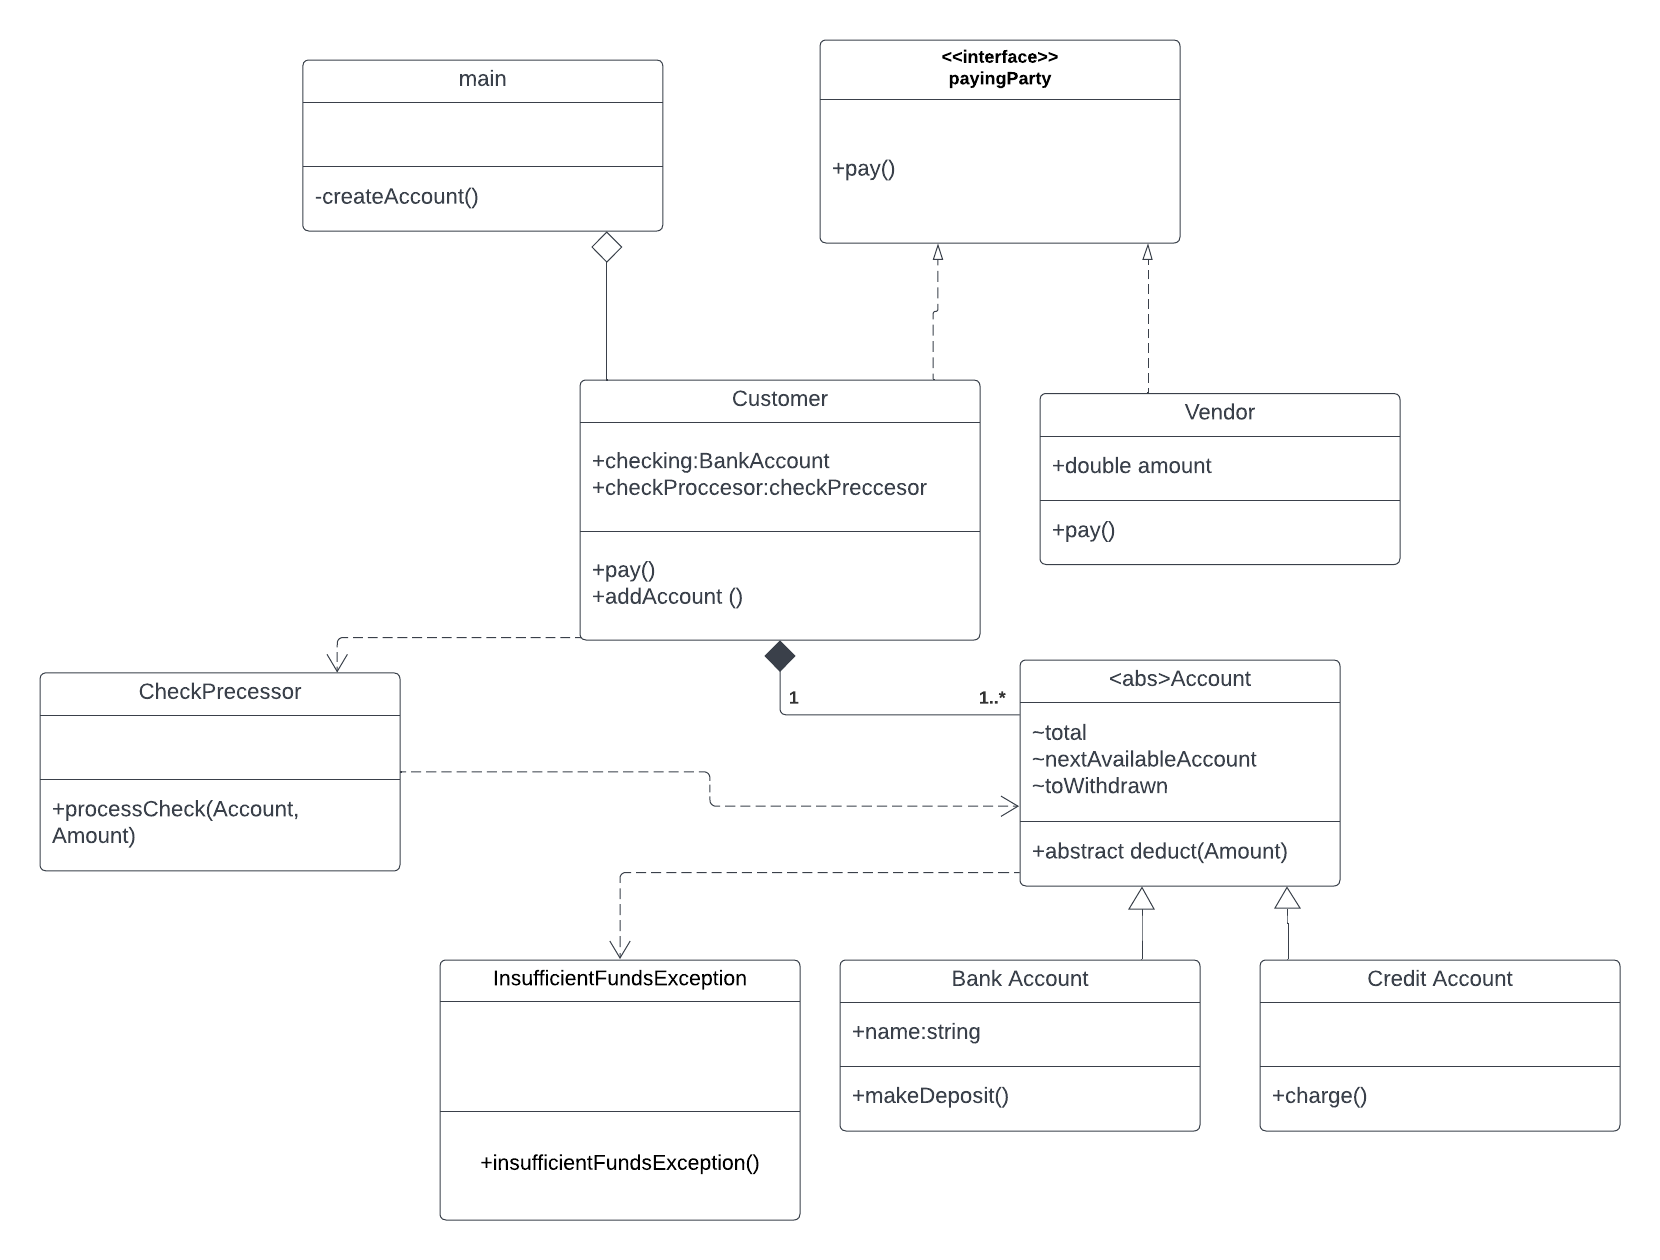 main
-createAccount()
<<interface>>
payingParty
+pay()
Customer
+checking:BankAccount
+checkProccesor:checkPreccesor
+pay()
+addAccount ()
Vendor
+double amount
+pay()
CheckPrecessor
+processCheck(Account,
Amount)
1
1..*
<abs>Account
~total
~nextAvailableAccount
~toWithdrawn
+abstract deduct(Amount)
InsufficientFundsException
+insufficientFundsException()
Bank Account
+name:string
+makeDeposit()
Credit Account
+charge()